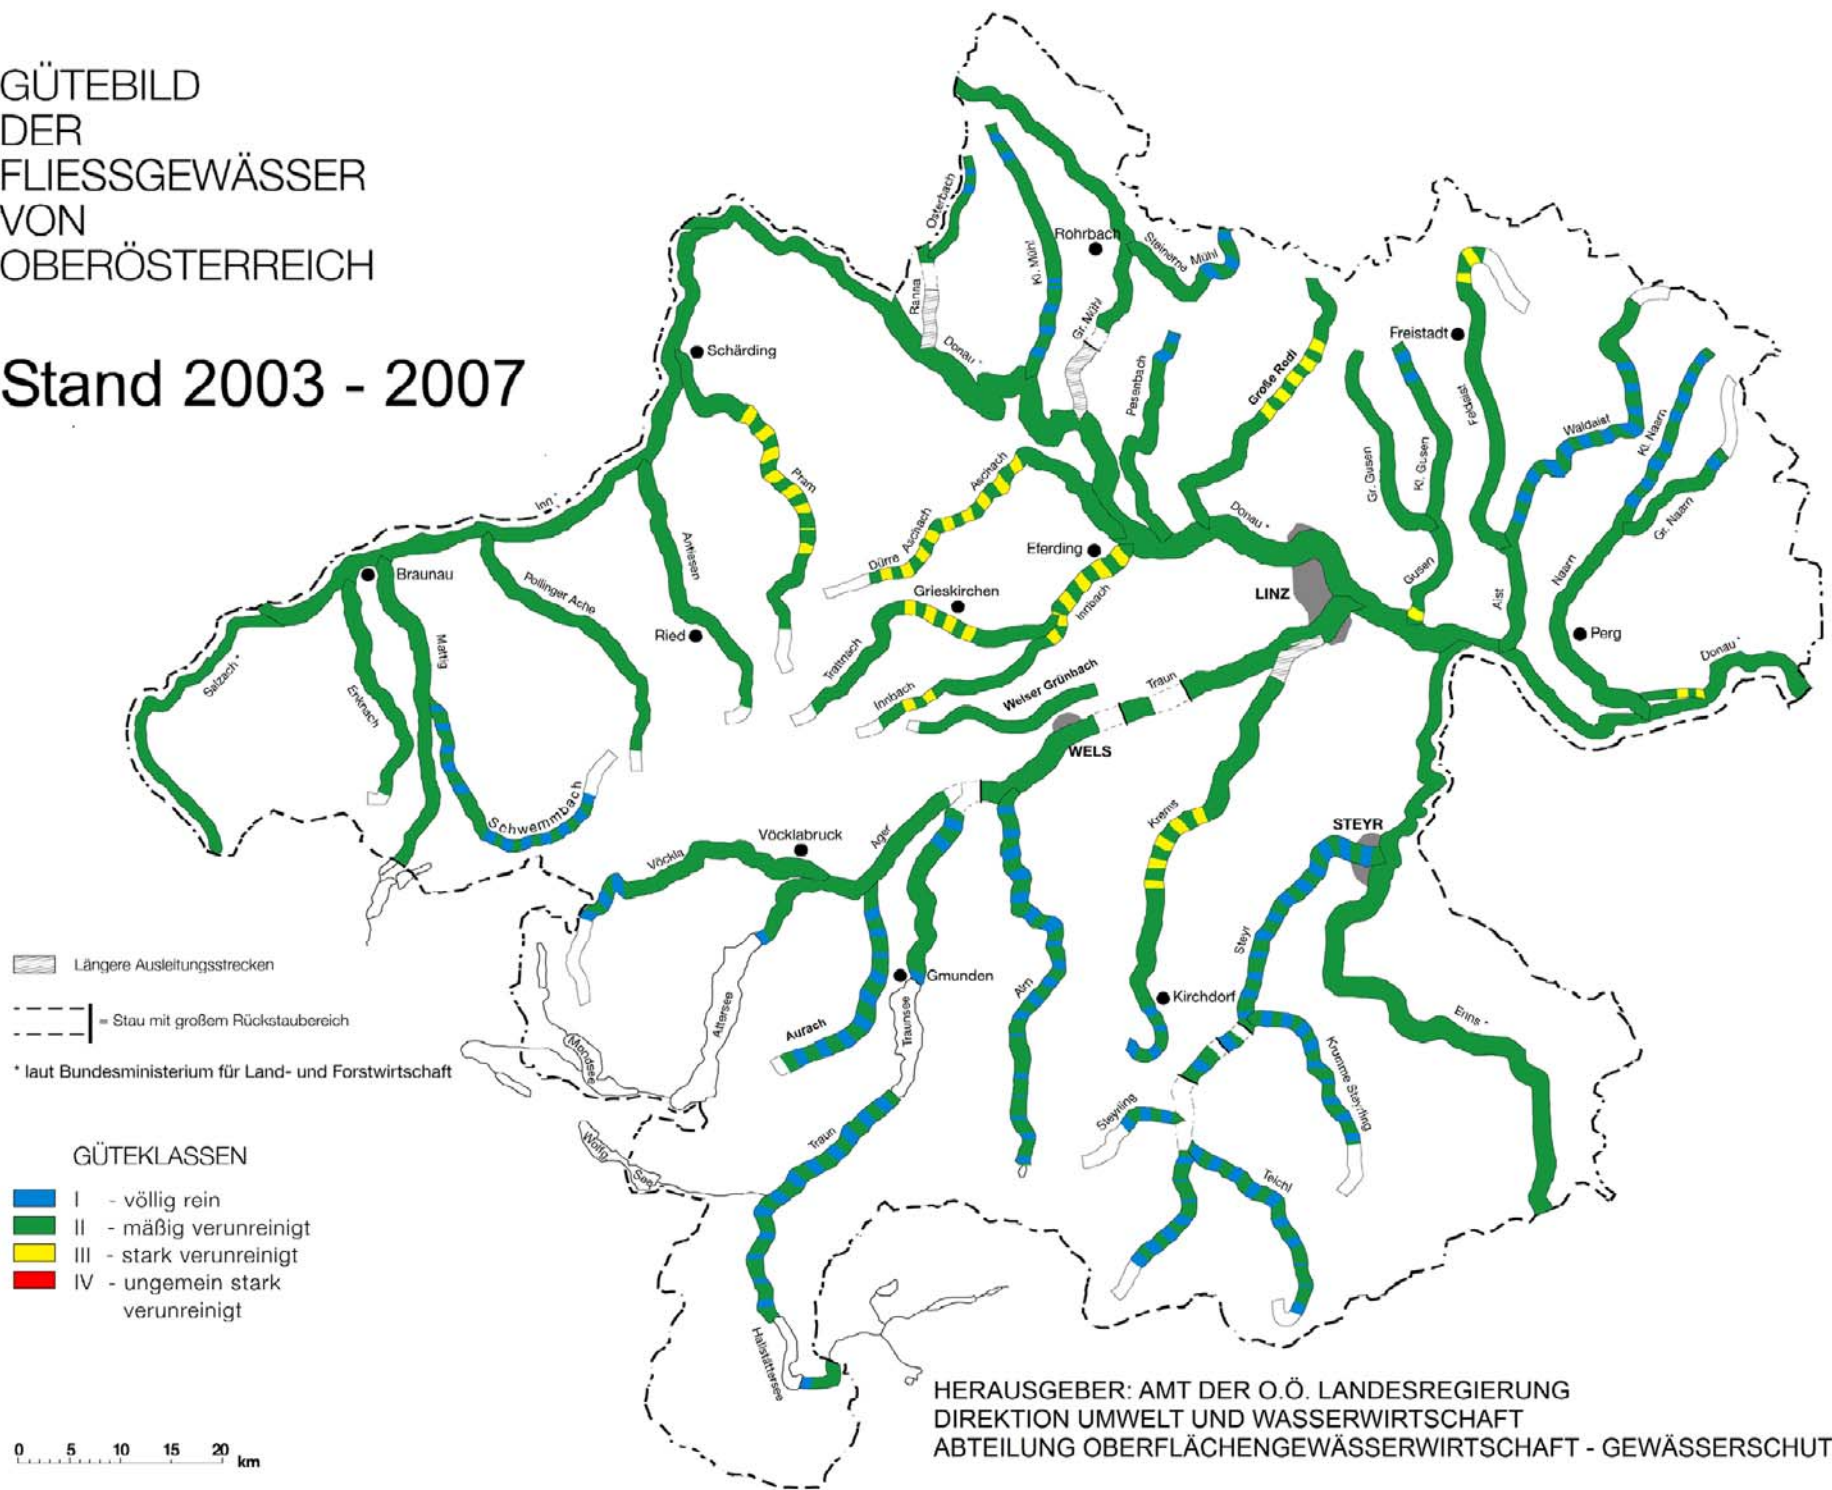 GÜTEBILD
DER
FLIESSGEWÄSSER
VON
OBERÖSTERREICH
Stand 2003 - 2007
Osterbach
Ranna
Kl. Mühl
Rohrbach
Steinerne Mühl
Gr. Mühl
Donau *
Pesenbach
Große Rodl
Freistadt
Feldaist
Gr. Gusen
Kl. Gusen
Waldaist
Kl. Naarn
Gr. Naarn
Schärding
Pram
Inn *
Antiesen
Aschach
Dürre Aschach
Eferding
Donau *
LINZ
Gusen
Aist
Naarn
Perg
Donau *
Braunau
Pollinger Ache
Ried
Grieskirchen
Innbach
Trattnach
Innbach
Welser Grünbach
Traun
WELS
Salzach *
Enknach
Mattig
Schwemmbach
Vöcklabruck
Vöckla
Ager
Krems
STEYR
Steyr
Längere Ausleitungsstrecken
= Stau mit großem Rückstaubereich
* laut Bundesministerium für Land- und Forstwirtschaft
Gmunden
Attersee
Traunsee
Aurach
Alm
Kirchdorf
Enns *
Mondsee
Krumme Steyrling
Steyrling
Teichl
Wolfg. See
Traun
Hallstättersee
GÜTEKLASSEN
I - völlig rein
II - mäßig verunreinigt
III - stark verunreinigt
IV - ungemein stark
verunreinigt
0 5 10 15 20 km
HERAUSGEBER: AMT DER O.Ö. LANDESREGIERUNG
DIREKTION UMWELT UND WASSERWIRTSCHAFT
ABTEILUNG OBERFLÄCHENGEWÄSSERWIRTSCHAFT - GEWÄSSERSCHUT